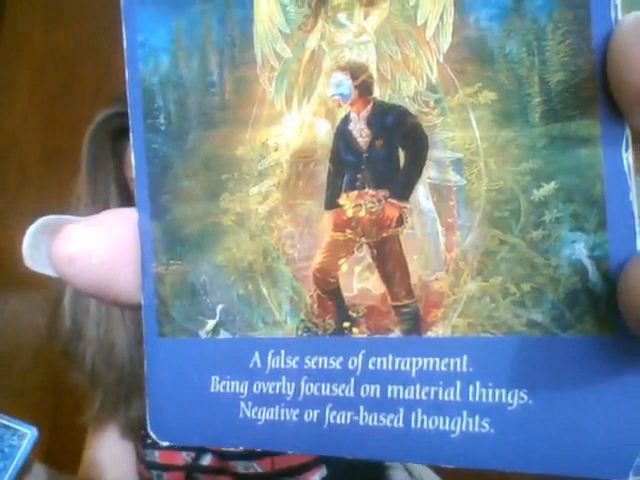 A false sense of entrapment.
Being overly focused on material things.
Negative or fear-based thoughts.